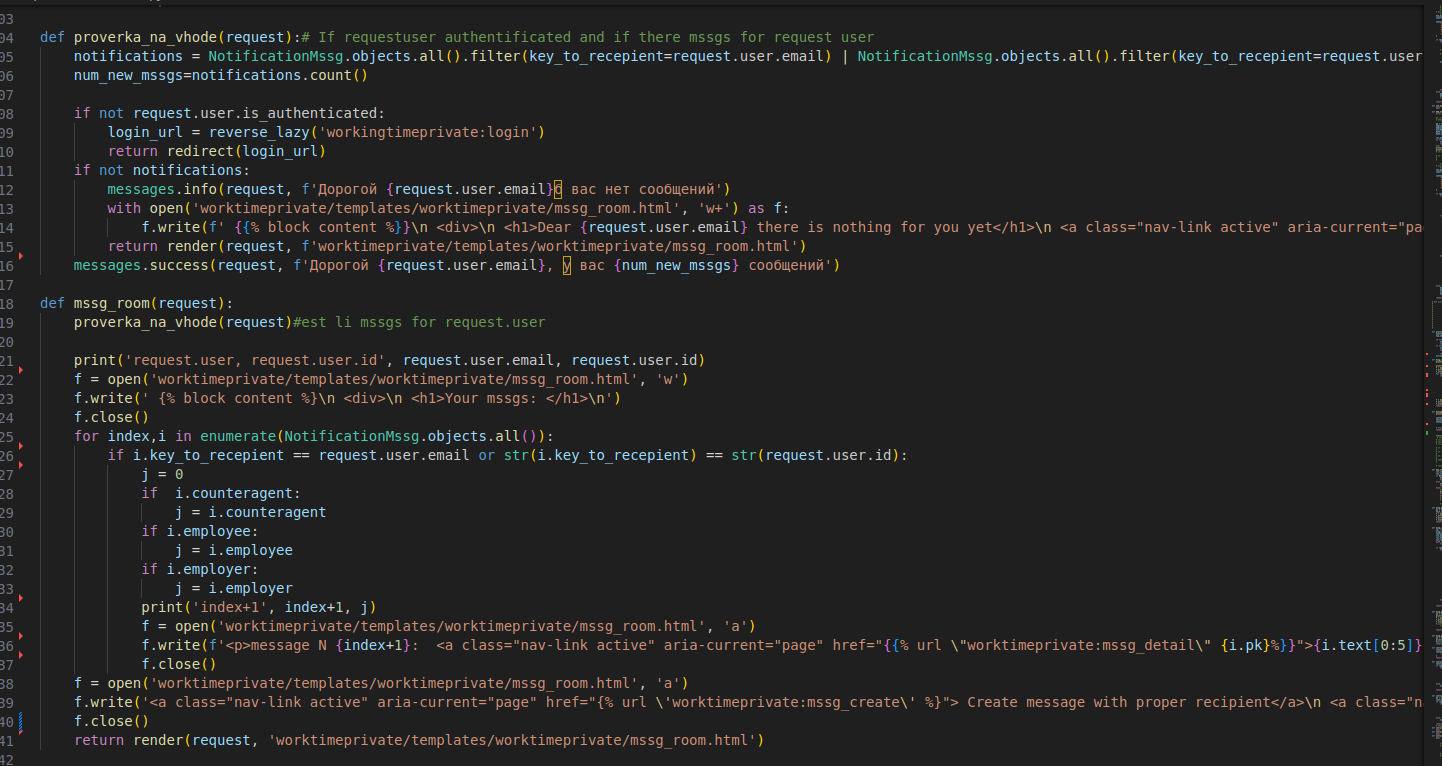 03
04 def proverka_na_vhode(request):# If requestuser authentificated and if there mssgs for request user
05 notifications = NotificationMssg.objects.all().filter(key_to_recepient=request.user.email) | NotificationMssg.objects.all().filter(key_to_recepient=request.user
06 num_new_mssgs=notifications.count()
07
08 if not request.user.is_authenticated:
09 login_url = reverse_lazy('workingtimeprivate:login')
10 return redirect(login_url)
11 if not notifications:
12 messages.info(request, f'Дорогой {request.user.email}б вас нет сообщений')
13 with open('worktimeprivate/templates/worktimeprivate/mssg_room.html', 'w+') as f:
14 f.write(f' {{% block content %}}\n <div>\n <h1>Dear {request.user.email} there is nothing for you yet</h1>\n <a class="nav-link active" aria-current="pa
15 return render(request, f'worktimeprivate/templates/worktimeprivate/mssg_room.html')
16 messages.success(request, f'Дорогой {request.user.email}, у вас {num_new_mssgs} сообщений')
17
18 def mssg_room(request):
19 proverka_na_vhode(request)#est li mssgs for request.user
20
21 print('request.user, request.user.id', request.user.email, request.user.id)
22 f = open('worktimeprivate/templates/worktimeprivate/mssg_room.html', 'w')
23 f.write(' {% block content %}\n <div>\n <h1>Your mssgs: </h1>\n')
24 f.close()
25 for index,i in enumerate(NotificationMssg.objects.all()):
26 if i.key_to_recepient == request.user.email or str(i.key_to_recepient) == str(request.user.id):
27 j = 0
28 if  i.counteragent:
29 j = i.counteragent
30 if i.employee:
31 j = i.employee
32 if i.employer:
33 j = i.employer
34 print('index+1', index+1, j)
35 f = open('worktimeprivate/templates/worktimeprivate/mssg_room.html', 'a')
36 f.write(f'<p>message N {index+1}:  <a class="nav-link active" aria-current="page" href="{{% url \"worktimeprivate:mssg_detail\" {i.pk}%}}">{i.text[0:5]}
37 f.close()
38 f = open('worktimeprivate/templates/worktimeprivate/mssg_room.html', 'a')
39 f.write('<a class="nav-link active" aria-current="page" href="{% url \'worktimeprivate:mssg_create\' %}"> Create message with proper recipient</a>\n <a class="n
40 f.close()
41 return render(request, 'worktimeprivate/templates/worktimeprivate/mssg_room.html')
42